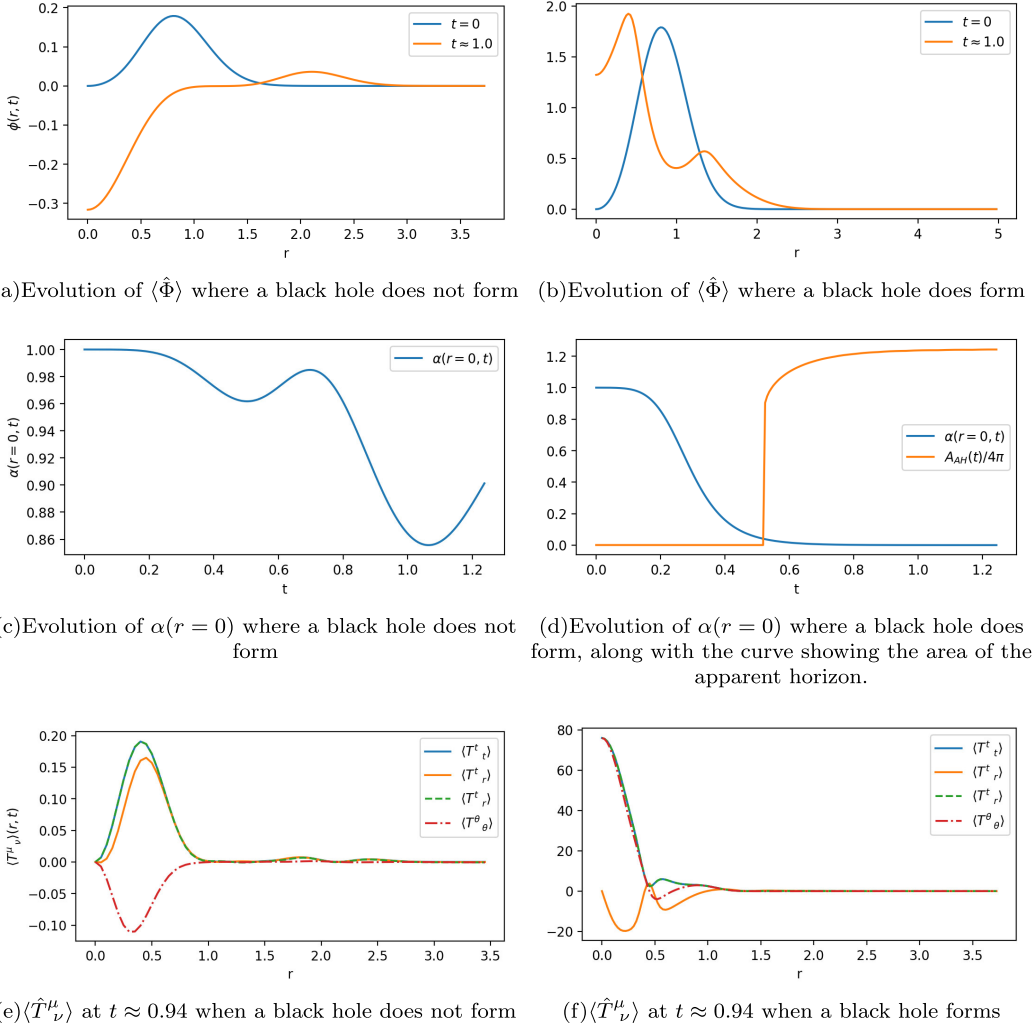 0.2
0.1
0.0
−0.1
−0.2
−0.3
ϕ(r, t)
t = 0
t ≈ 1.0
0.0 0.5 1.0 1.5 2.0 2.5 3.0 3.5
r
2.0
1.5
1.0
0.5
0.0
t = 0
t ≈ 1.0
0 1 2 3 4 5
r
a)Evolution of ⟨Φ̂⟩ where a black hole does not form
(b)Evolution of ⟨Φ̂⟩ where a black hole does form
1.00
0.98
0.96
0.94
0.92
0.90
0.88
0.86
α(r = 0, t)
α(r = 0, t)
0.0 0.2 0.4 0.6 0.8 1.0 1.2
t
1.2
1.0
0.8
0.6
0.4
0.2
0.0
α(r = 0, t)
A_{AH}(t)/4π
0.0 0.2 0.4 0.6 0.8 1.0 1.2
t
c)Evolution of α(r = 0) where a black hole does not
form
(d)Evolution of α(r = 0) where a black hole does
form, along with the curve showing the area of the
apparent horizon.
0.20
0.15
0.10
0.05
0.00
−0.05
−0.10
⟨T^μ_ν⟩(r, t)
⟨T^t_t⟩
⟨T^t_r⟩
⟨T^t_r⟩
⟨T^θ_θ⟩
0.0 0.5 1.0 1.5 2.0 2.5 3.0 3.5
r
80
60
40
20
0
−20
⟨T^t_t⟩
⟨T^t_r⟩
⟨T^t_r⟩
⟨T^θ_θ⟩
0.0 0.5 1.0 1.5 2.0 2.5 3.0 3.5
r
(e)⟨T̂^μ_ν⟩ at t ≈ 0.94 when a black hole does not form
(f)⟨T̂^μ_ν⟩ at t ≈ 0.94 when a black hole forms